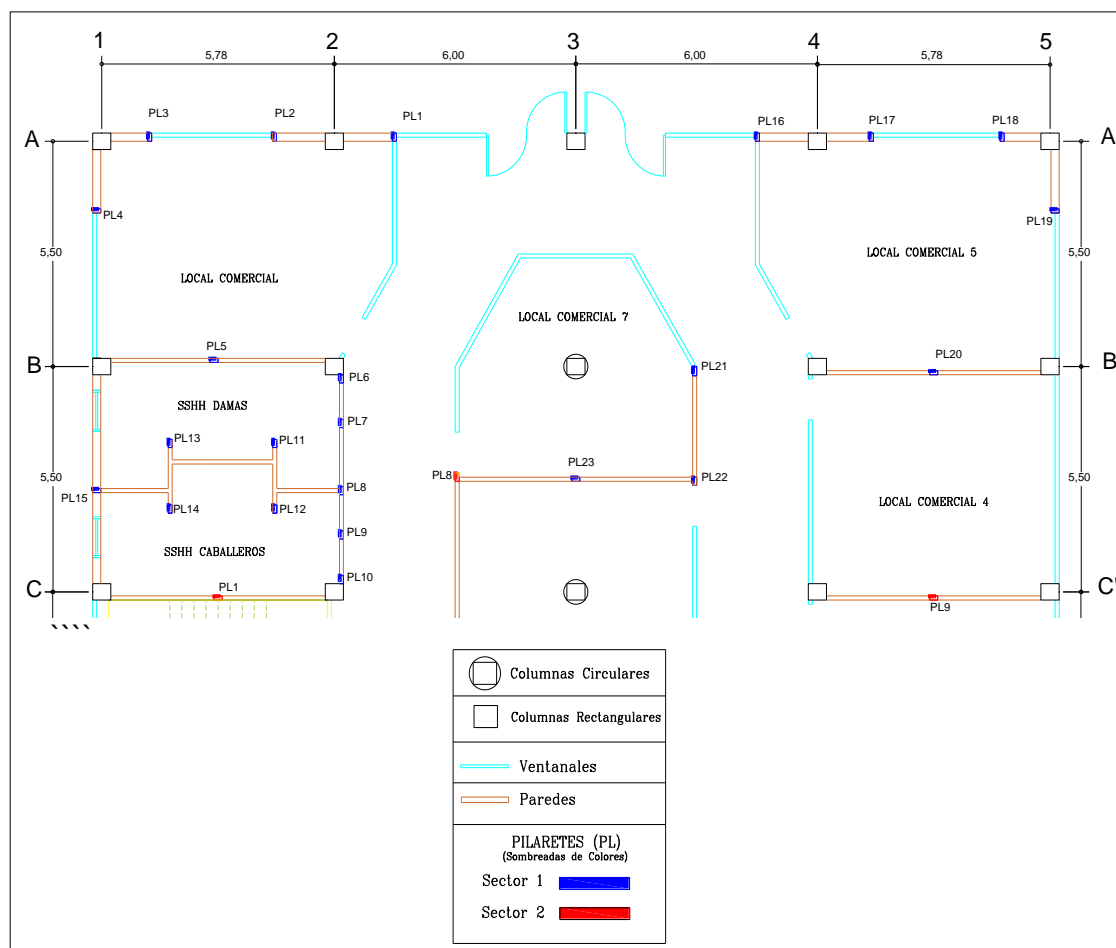 1 2 3 4 5
5,78 6,00 6,00 5,78
PL3 PL2 PL1 PL16 PL17 PL18
A A
PL4 PL19
5,50 LOCAL COMERCIAL LOCAL COMERCIAL 5 5,50
LOCAL COMERCIAL 7
B PL5 PL20 B
PL6 PL21
SSHH DAMAS
PL7
PL13 PL11
5,50 PL8 PL23 PL22 5,50
PL15 PL8
PL14 PL12 LOCAL COMERCIAL 4
PL9
SSHH CABALLEROS
PL10
C PL1 PL9 C'
Columnas Circulares
Columnas Rectangulares
Ventanales
Paredes
PILARETES (PL)
(Sombreadas de Colores)
Sector 1
Sector 2